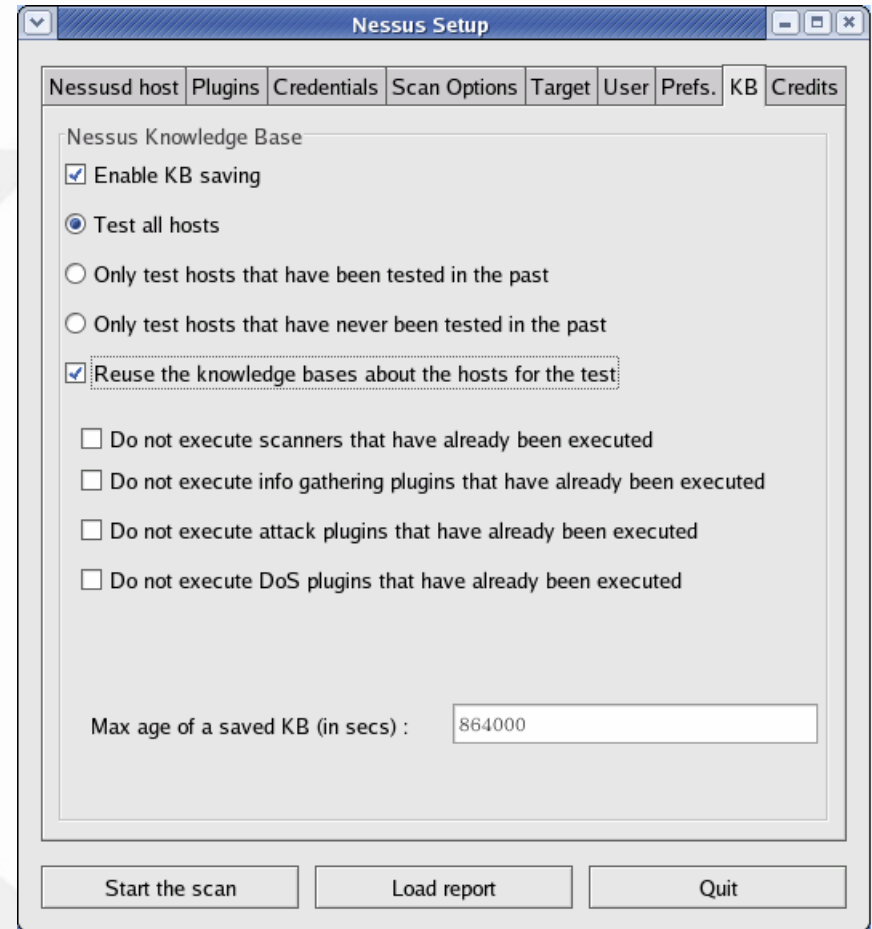 Nessus Setup
Nessusd host Plugins Credentials Scan Options Target User Prefs. KB Credits
Nessus Knowledge Base
Enable KB saving
Test all hosts
Only test hosts that have been tested in the past
Only test hosts that have never been tested in the past
Reuse the knowledge bases about the hosts for the test
Do not execute scanners that have already been executed
Do not execute info gathering plugins that have already been executed
Do not execute attack plugins that have already been executed
Do not execute DoS plugins that have already been executed
Max age of a saved KB (in secs) : 864000
Start the scan Load report Quit